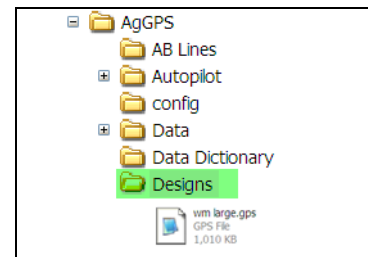 AgGPS
AB Lines
Autopilot
config
Data
Data Dictionary
Designs
wm large.gps
GPS File
1,010 KB